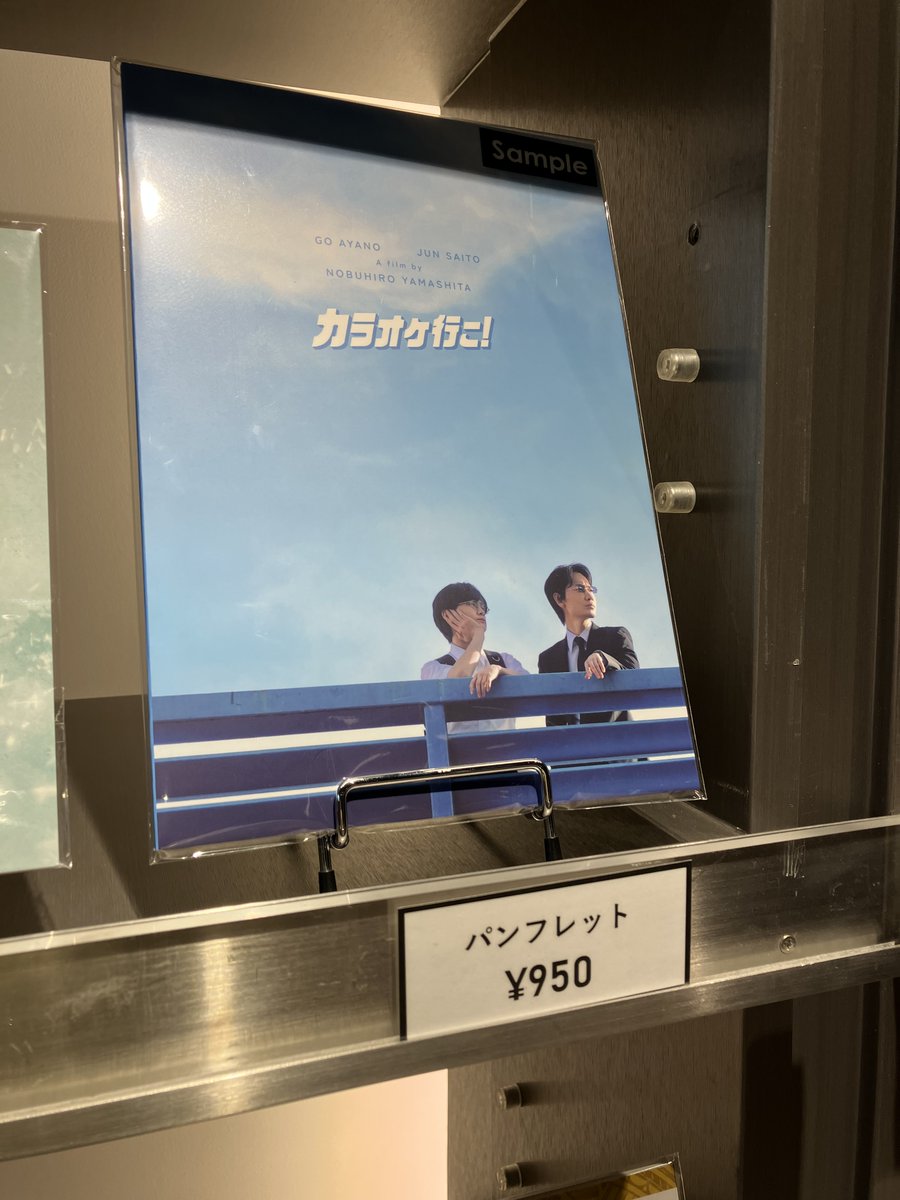 Sample
GO AYANO JUN SAITO
A film by
NOBUHIRO YAMASHITA
カラオケ行こ!
パンフレット
¥950